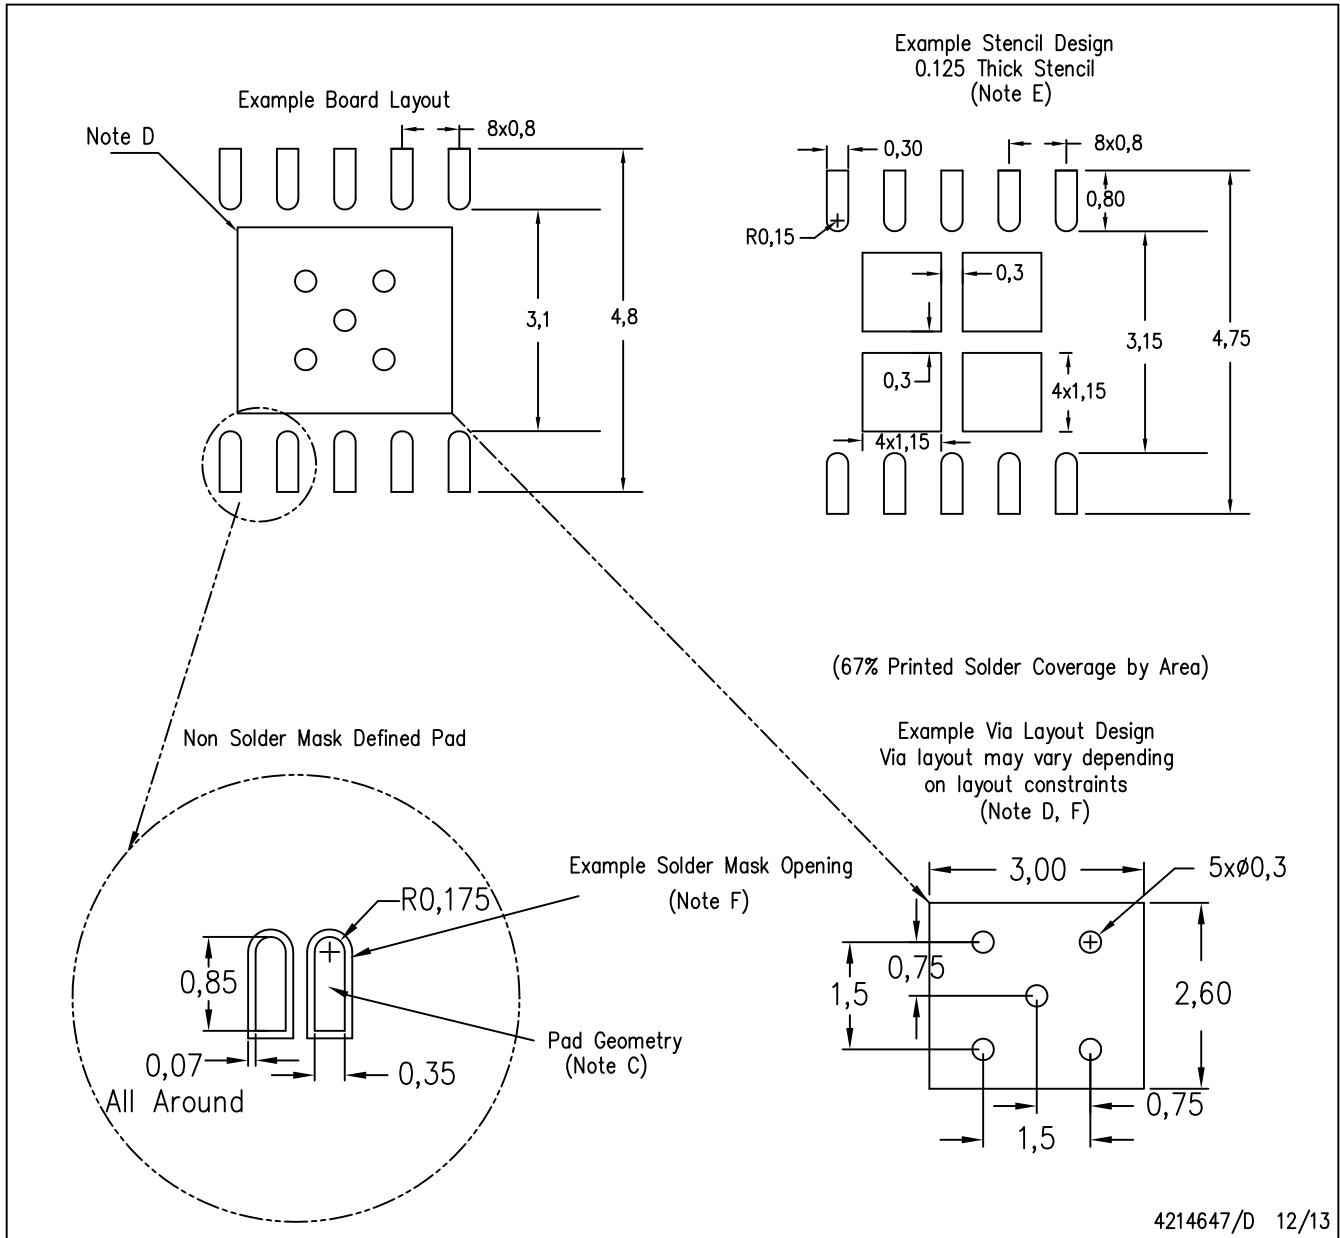 Example Stencil Design
0.125 Thick Stencil
(Note E)
Example Board Layout
Note D
8x0,8
3,1
4,8
0,30
8x0,8
0,80
R0,15
0,3
3,15
4,75
0,3
4x1,15
4x1,15
(67% Printed Solder Coverage by Area)
Non Solder Mask Defined Pad
Example Via Layout Design
Via layout may vary depending
on layout constraints
(Note D, F)
Example Solder Mask Opening
(Note F)
R0,175
0,85
Pad Geometry
(Note C)
0,07
All Around
0,35
3,00
5xø0,3
0,75
1,5
2,60
0,75
1,5
4214647/D 12/13